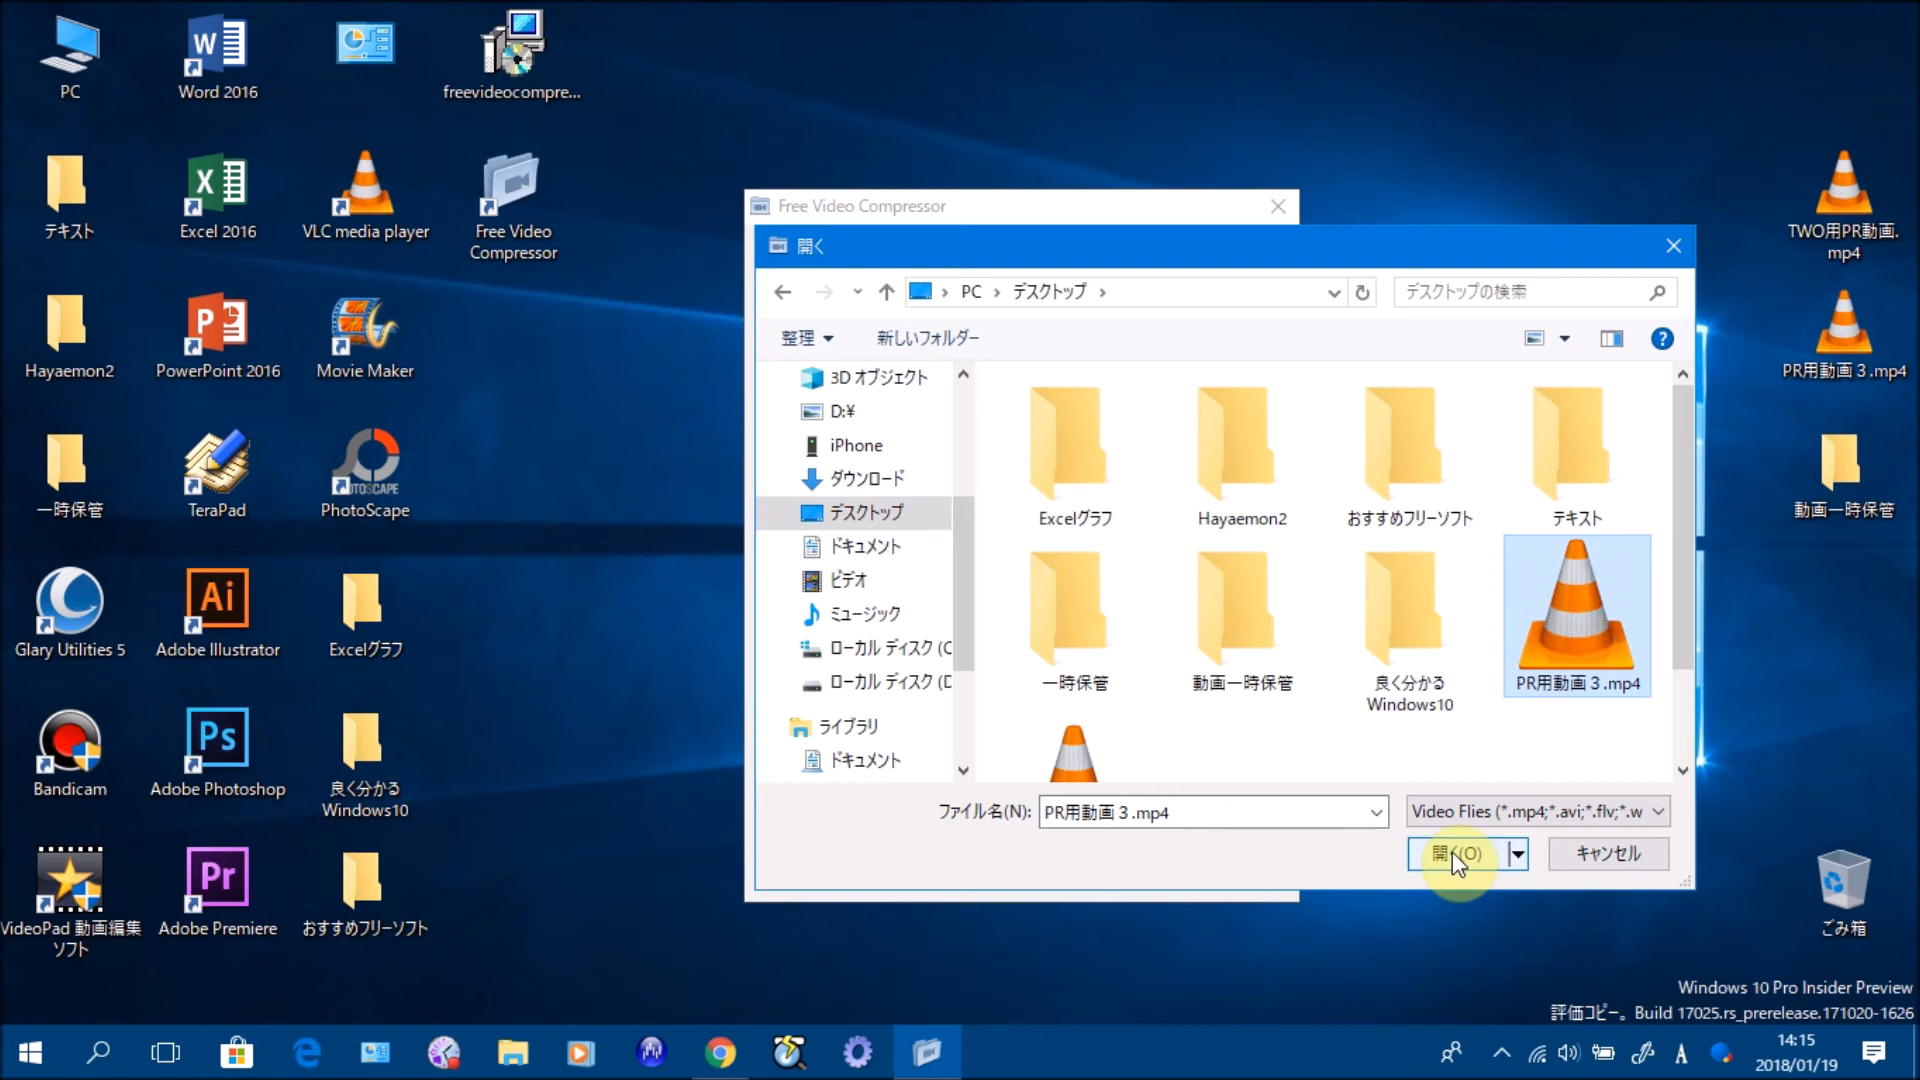 PC
Word 2016
freevideocompre...
テキスト
Excel 2016
VLC media player
Free Video
Compressor
Hayaemon2
PowerPoint 2016
Movie Maker
一時保管
TeraPad
PhotoScape
PHOTOSCAPE
Glary Utilities 5
Adobe Illustrator
Excelグラフ
Bandicam
Adobe Photoshop
良く分かる
Windows10
VideoPad 動画編集
ソフト
Adobe Premiere
おすすめフリーソフト
Free Video Compressor
開く
PC
デスクトップ
デスクトップの検索
整理
新しいフォルダー
3D オブジェクト
D:¥
iPhone
ダウンロード
デスクトップ
ドキュメント
ビデオ
ミュージック
ローカル ディスク (C
ローカル ディスク (D
ライブラリ
ドキュメント
Excelグラフ
Hayaemon2
おすすめフリーソフト
テキスト
一時保管
動画一時保管
良く分かる
Windows10
PR用動画３.mp4
ファイル名(N):
PR用動画３.mp4
Video Flies (*.mp4;*.avi;*.flv;*.w
開く(O)
キャンセル
TWO用PR動画.
mp4
PR用動画３.mp4
動画一時保管
ごみ箱
Windows 10 Pro Insider Preview
評価コピー。Build 17025.rs_prerelease.171020-1626
A
14:15
2018/01/19